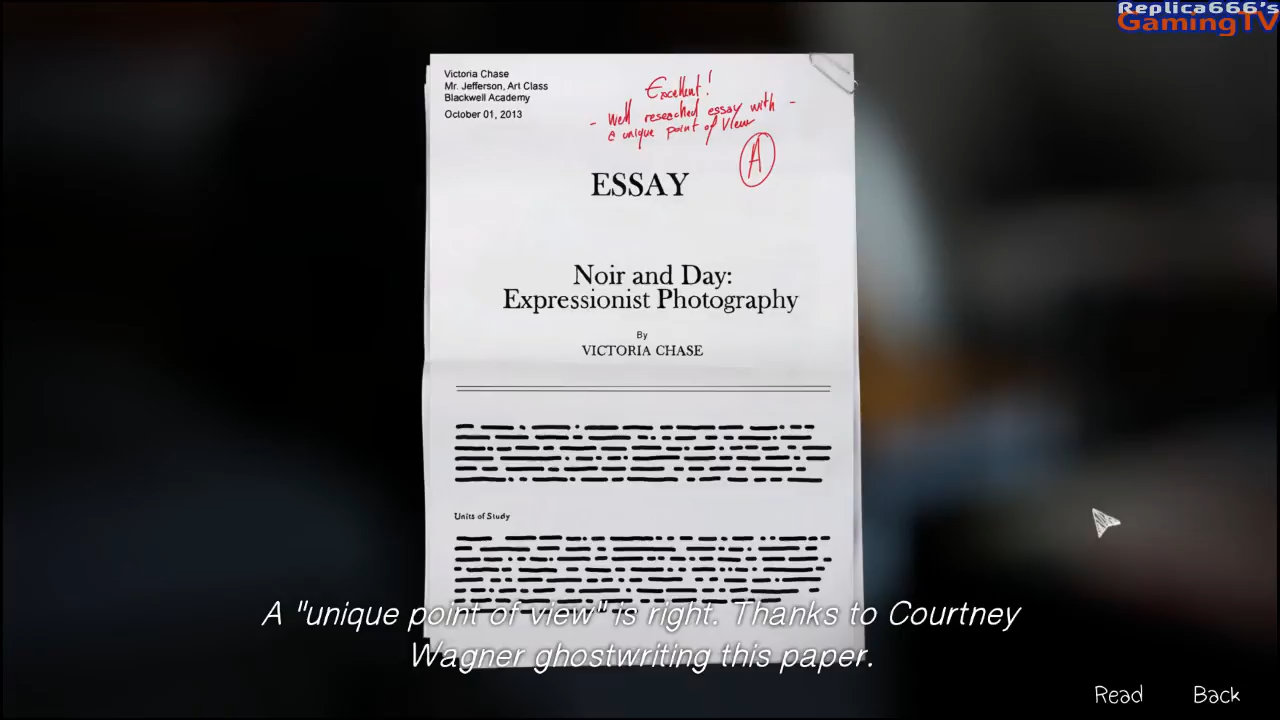 Replica666's
GamingTV
Victoria Chase
Mr. Jefferson, Art Class
Blackwell Academy
October 01, 2013
Excellent!
- Well reseached essay with -
a unique point of View
A
ESSAY
Noir and Day:
Expressionist Photography
By
VICTORIA CHASE
Units of Study
A "unique point of view" is right. Thanks to Courtney
Wagner ghostwriting this paper.
Read Back